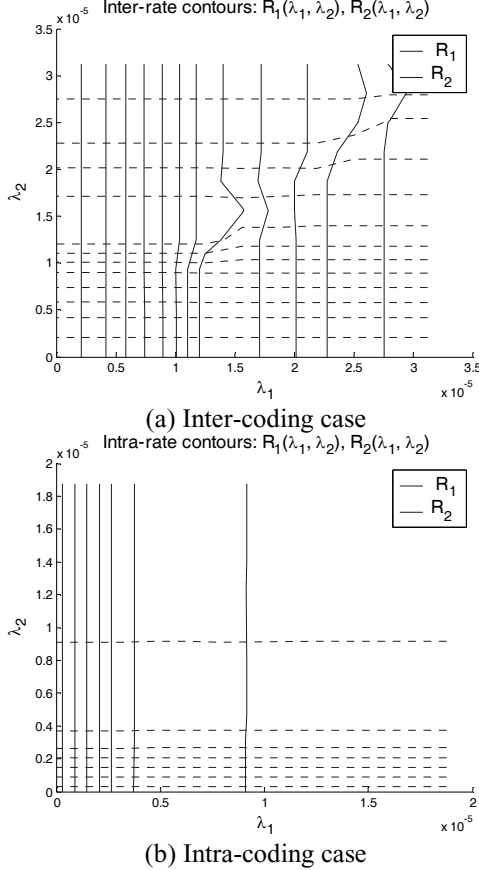 Inter-rate contours: R₁(λ₁, λ₂), R₂(λ₁, λ₂)
x 10⁻⁵
3.5
3
2.5
2
1.5
1
0.5
0
λ₂
R₁
R₂
0 0.5 1 1.5 2 2.5 3 3.5
λ₁
x 10⁻⁵
(a) Inter-coding case
Intra-rate contours: R₁(λ₁, λ₂), R₂(λ₁, λ₂)
x 10⁻⁵
2
1.8
1.6
1.4
1.2
1
0.8
0.6
0.4
0.2
0
λ₂
R₁
R₂
0 0.5 1 1.5 2
λ₁
x 10⁻⁵
(b) Intra-coding case